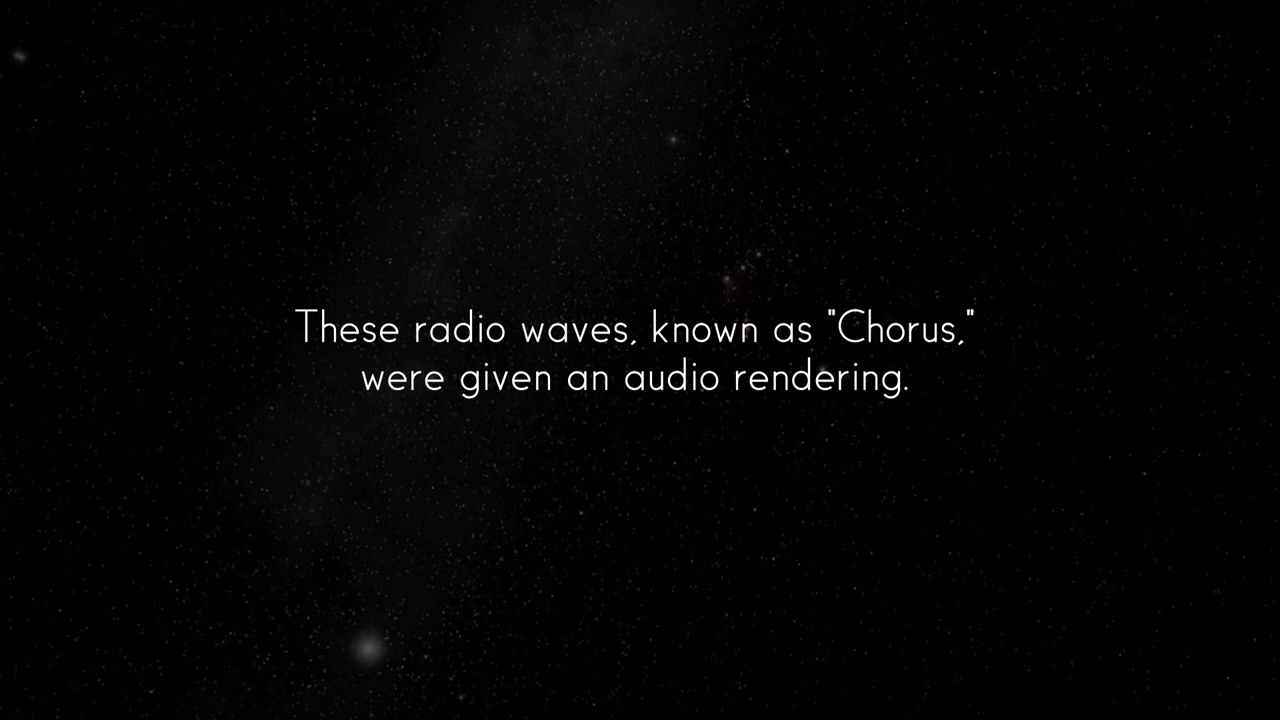 These radio waves, known as "Chorus,"
were given an audio rendering.